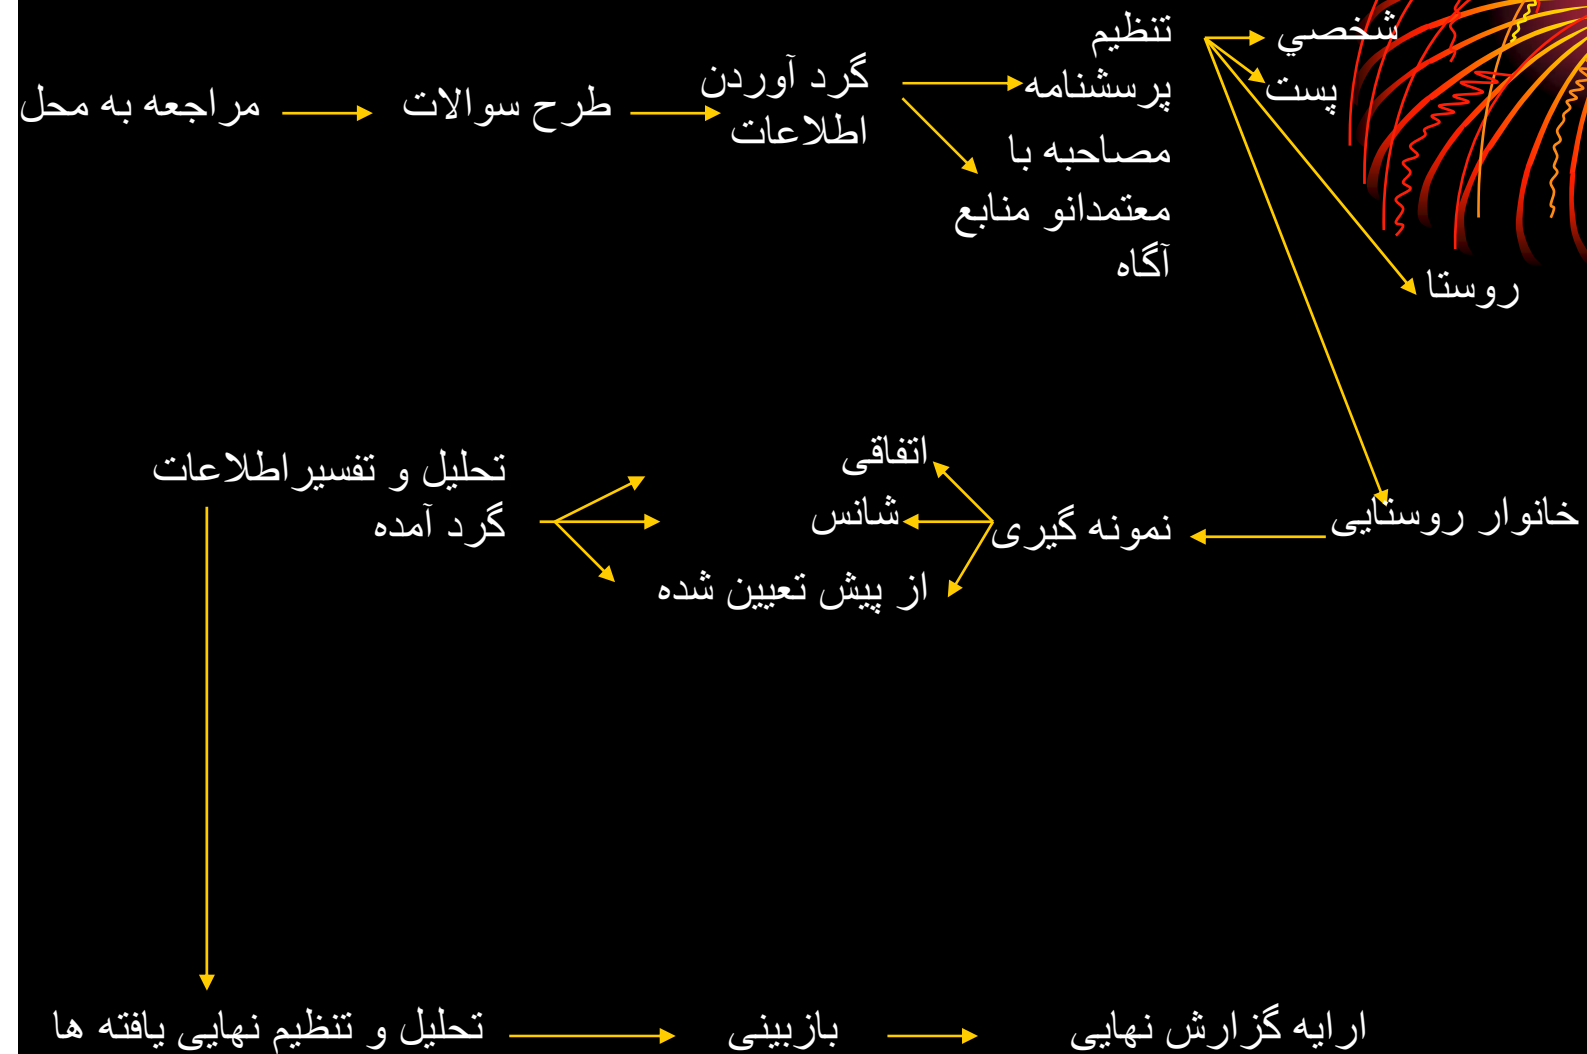 مراجعه به محل
طرح سوالات
گرد آوردن
اطلاعات
تنظیم
پرسشنامه
مصاحبه با
معتمدانو منابع
آگاه
شخصي
پست
روستا
خانوار روستایی
نمونه گیری
اتفاقی
شانس
از پیش تعیین شده
تحلیل و تفسیراطلاعات
گرد آمده
تحلیل و تنظیم نهایی یافته ها
بازبینی
ارایه گزارش نهایی